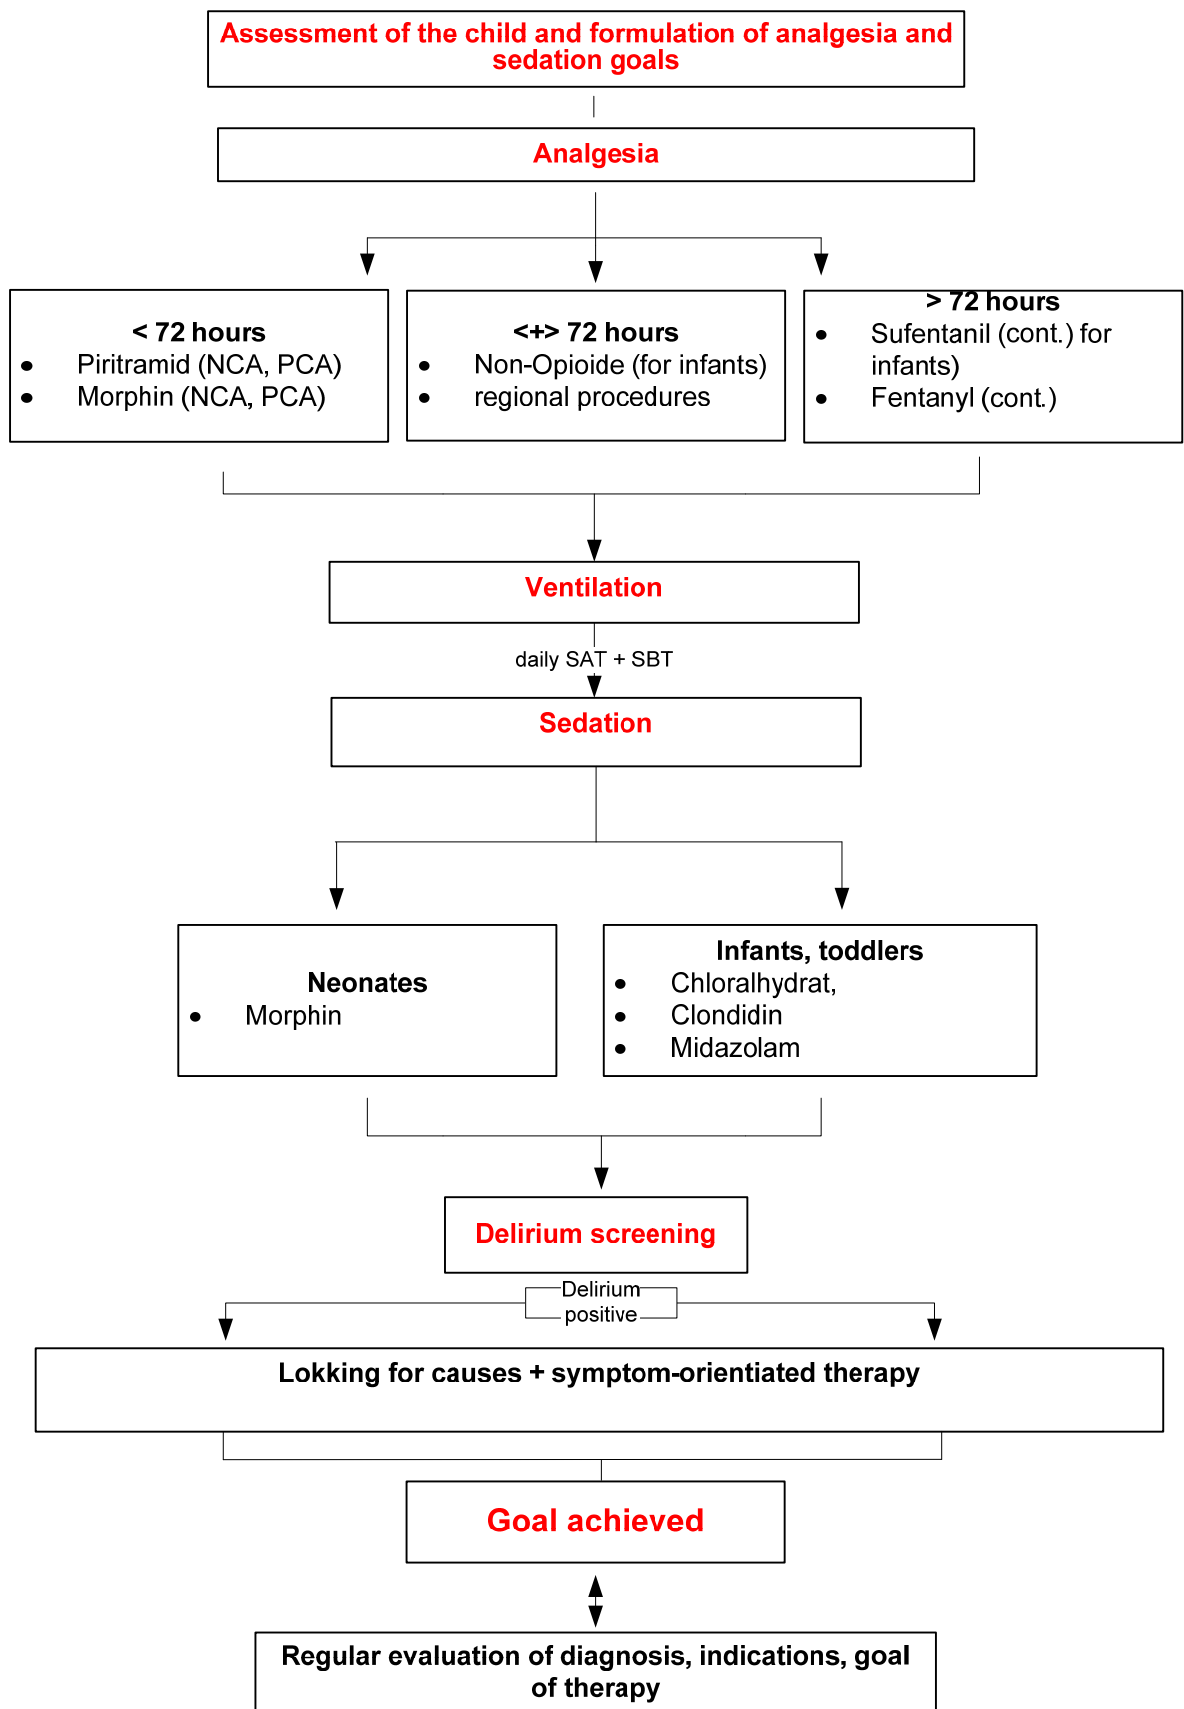 Assessment of the child and formulation of analgesia and
sedation goals
Analgesia
< 72 hours
• Piritramid (NCA, PCA)
• Morphin (NCA, PCA)
<+> 72 hours
• Non-Opioide (for infants)
• regional procedures
> 72 hours
• Sufentanil (cont.) for
infants)
• Fentanyl (cont.)
Ventilation
daily SAT + SBT
Sedation
Neonates
• Morphin
Infants, toddlers
• Chloralhydrat,
• Clondidin
• Midazolam
Delirium screening
Delirium
positive
Lokking for causes + symptom-orientiated therapy
Goal achieved
Regular evaluation of diagnosis, indications, goal
of therapy